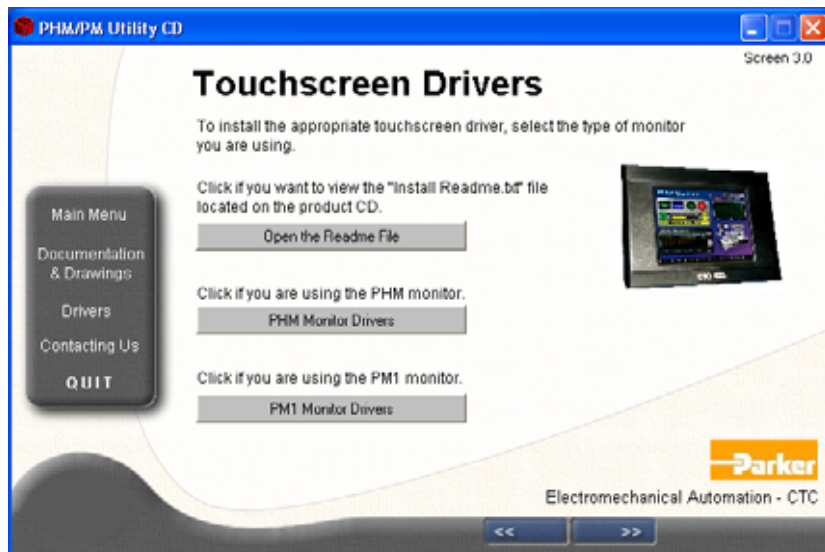 PHM/PM Utility CD
Screen 3.0
Touchscreen Drivers
To install the appropriate touchscreen driver, select the type of monitor
you are using.
Click if you want to view the "Install Readme.txt" file
located on the product CD.
Open the Readme File
Click if you are using the PHM monitor.
PHM Monitor Drivers
Click if you are using the PM1 monitor.
PM1 Monitor Drivers
Main Menu
Documentation
& Drawings
Drivers
Contacting Us
QUIT
CTC
Parker
Electromechanical Automation - CTC
<< >>